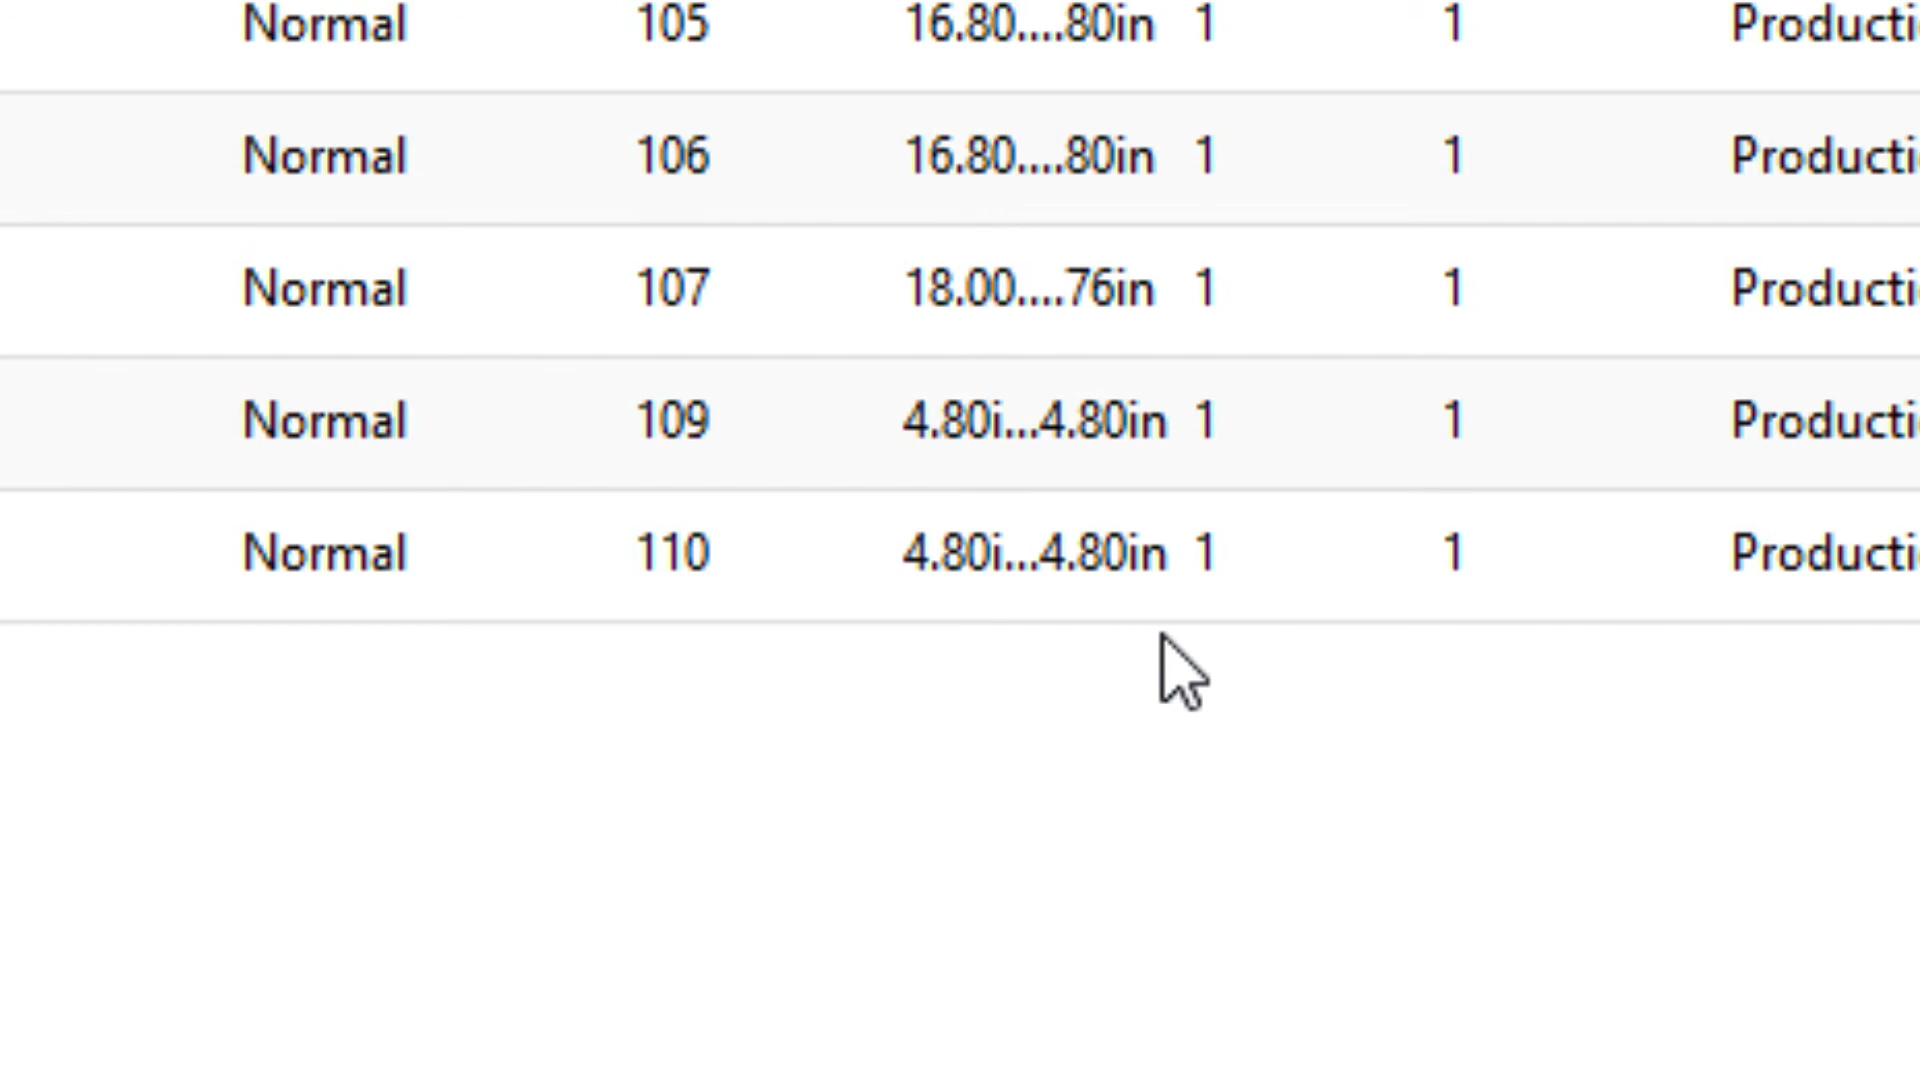 Normal 105 16.80....80in 1 1 Producti
Normal 106 16.80....80in 1 1 Producti
Normal 107 18.00....76in 1 1 Producti
Normal 109 4.80i...4.80in 1 1 Producti
Normal 110 4.80i...4.80in 1 1 Producti